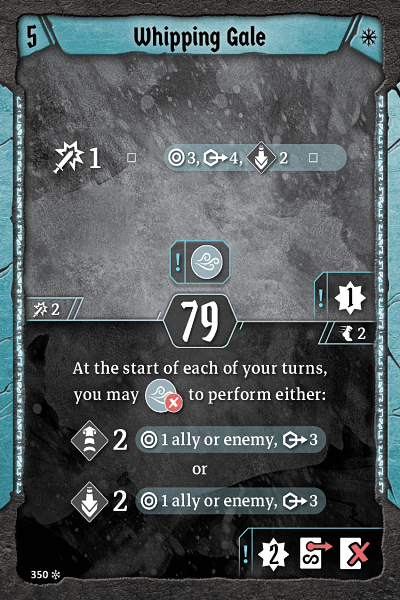 5 Whipping Gale
1 3, 4, 2
!
! 1
2
79
2
At the start of each of your turns,
you may to perform either:
2 1 ally or enemy, 3
or
2 1 ally or enemy, 3
! 2
350